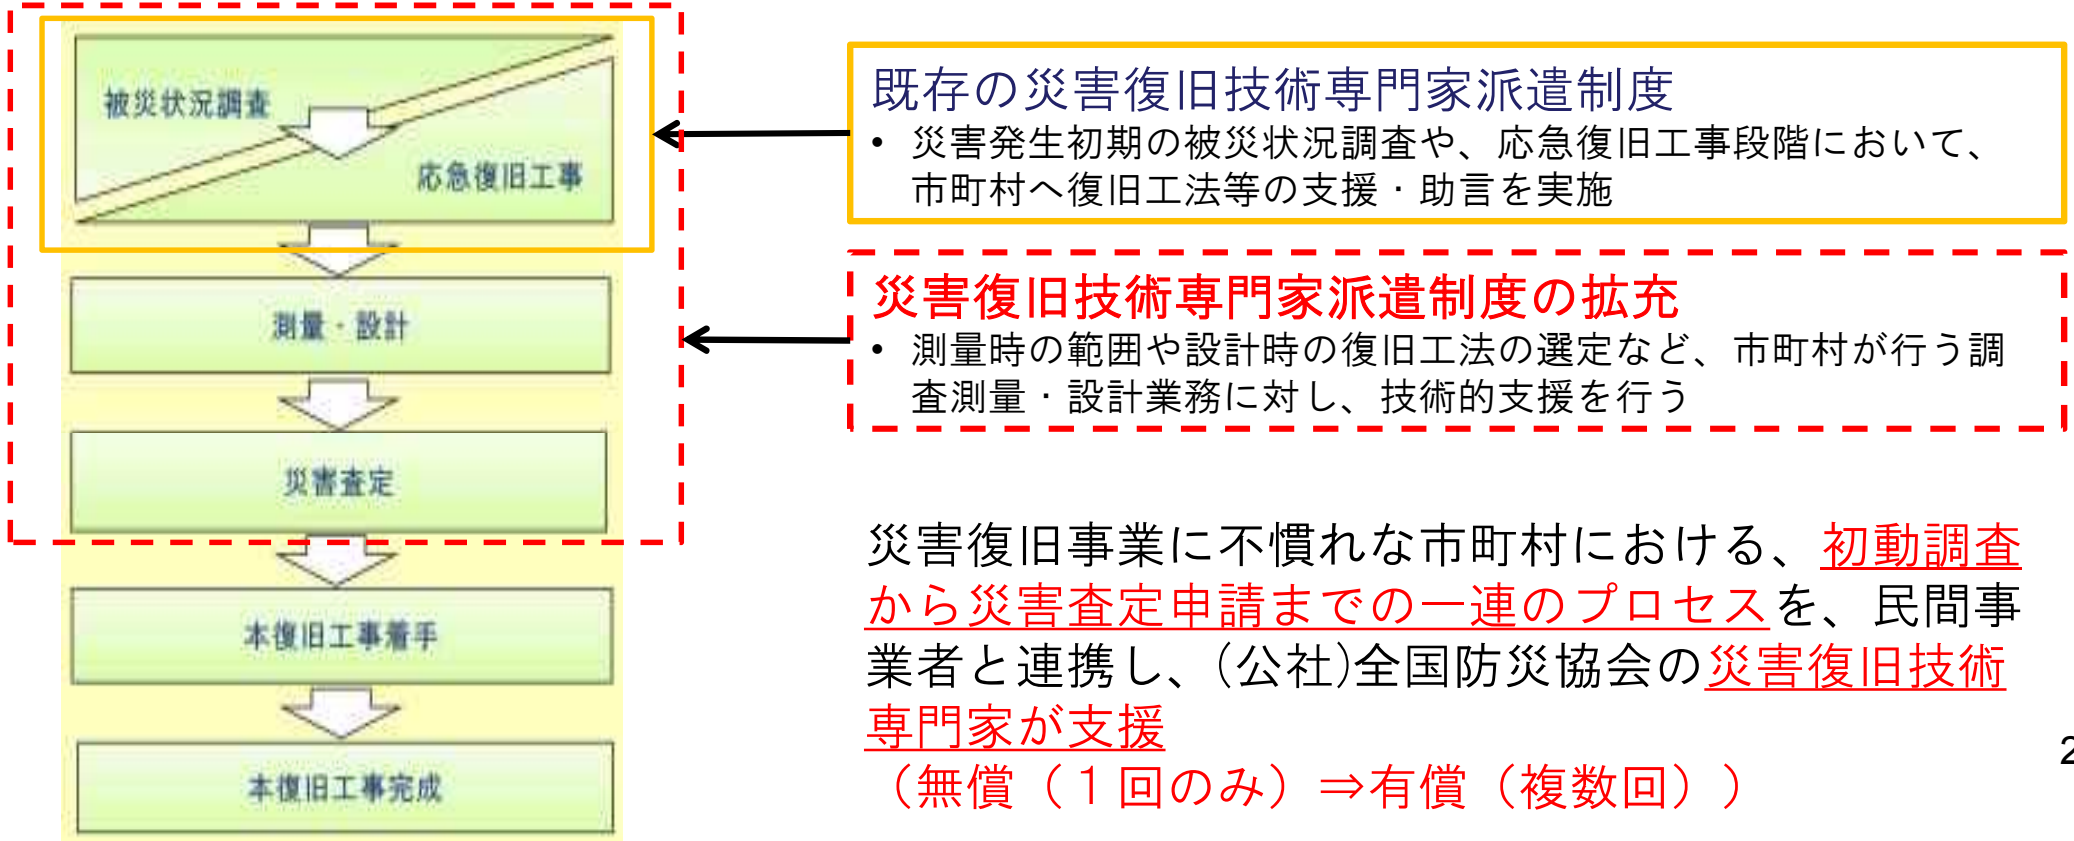 被災状況調査
応急復旧工事
測量・設計
災害査定
本復旧工事着手
本復旧工事完成
既存の災害復旧技術専門家派遣制度
• 災害発生初期の被災状況調査や、応急復旧工事段階において、
市町村へ復旧工法等の支援・助言を実施
災害復旧技術専門家派遣制度の拡充
• 測量時の範囲や設計時の復旧工法の選定など、市町村が行う調
査測量・設計業務に対し、技術的支援を行う
災害復旧事業に不慣れな市町村における、初動調査
から災害査定申請までの一連のプロセスを、民間事
業者と連携し、(公社)全国防災協会の災害復旧技術
専門家が支援
（無償（１回のみ）⇒有償（複数回））
2